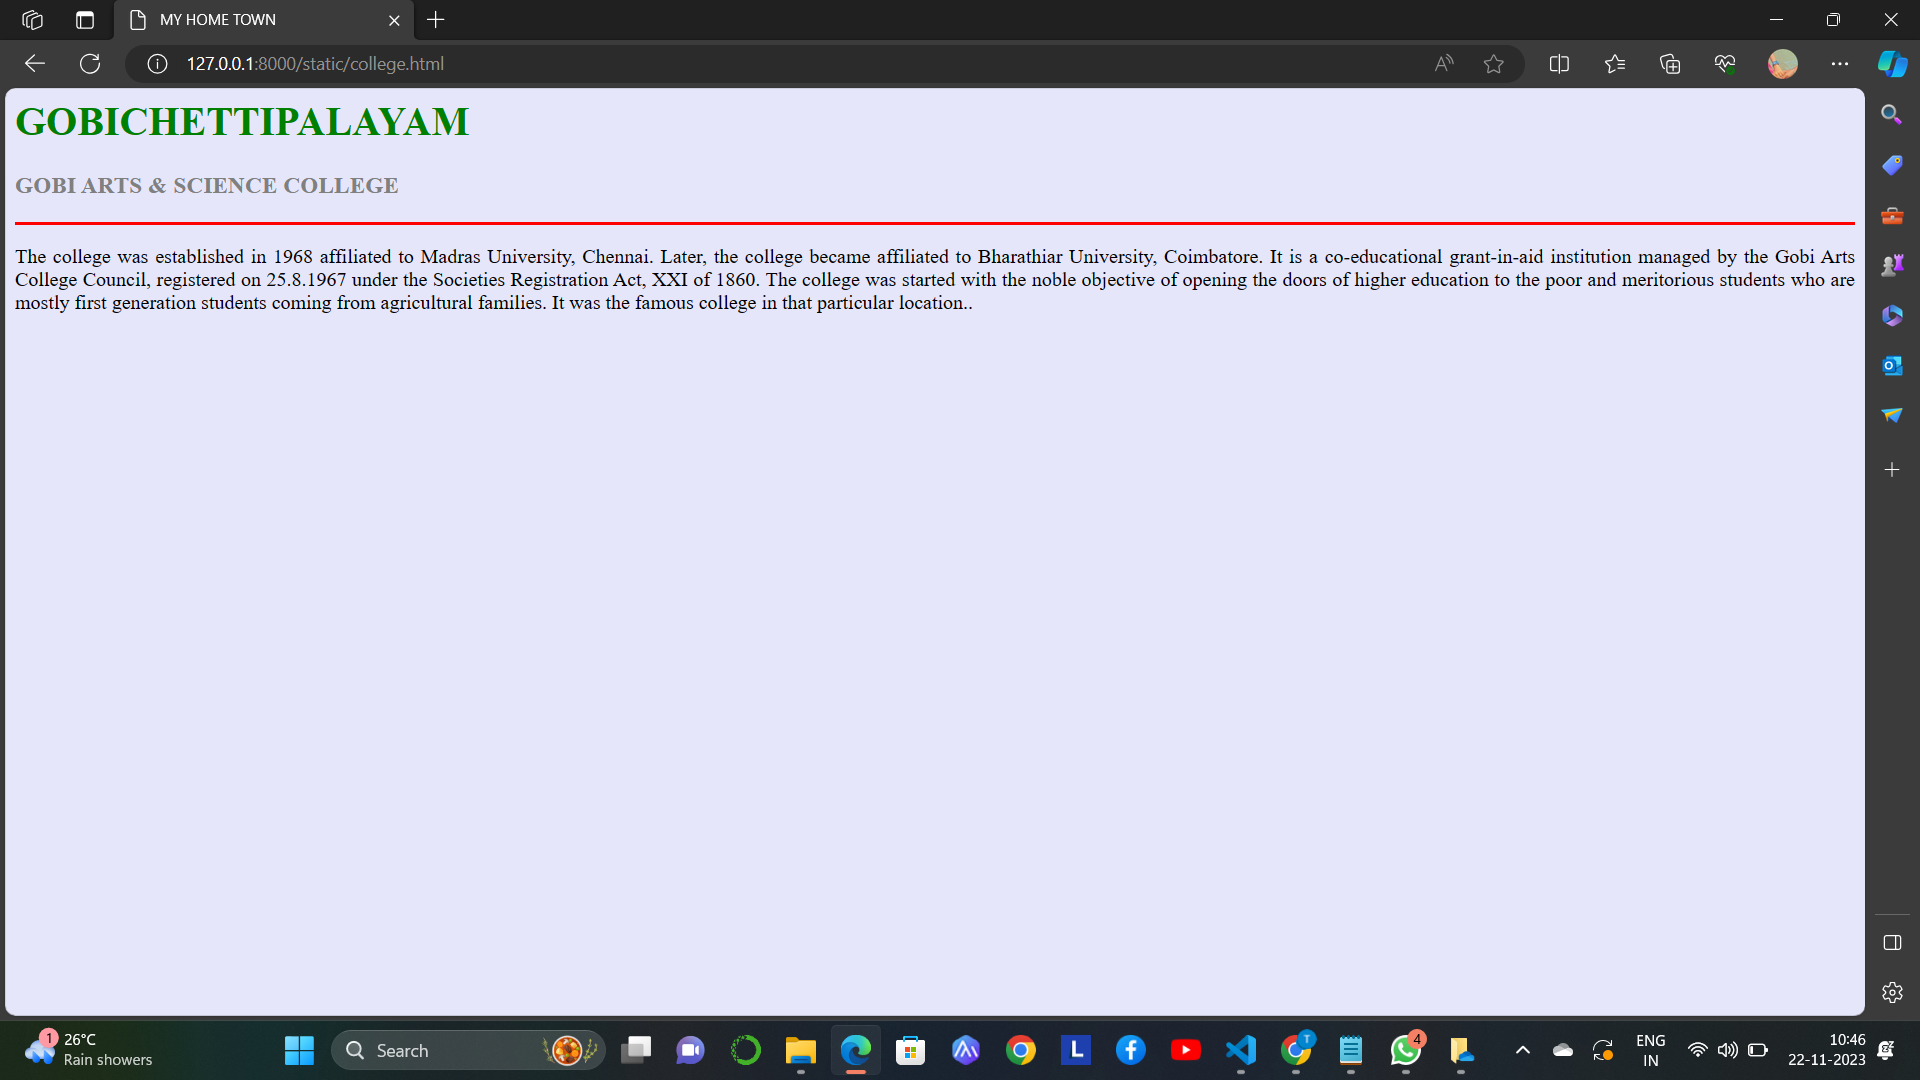 MY HOME TOWN
127.0.0.1:8000/static/college.html
GOBICHETTIPALAYAM
GOBI ARTS & SCIENCE COLLEGE
The college was established in 1968 affiliated to Madras University, Chennai. Later, the college became affiliated to Bharathiar University, Coimbatore. It is a co-educational grant-in-aid institution managed by the Gobi Arts
College Council, registered on 25.8.1967 under the Societies Registration Act, XXI of 1860. The college was started with the noble objective of opening the doors of higher education to the poor and meritorious students who are
mostly first generation students coming from agricultural families. It was the famous college in that particular location..
1
26°C
Rain showers
Search
L
T
4
ENG
IN
10:46
22-11-2023